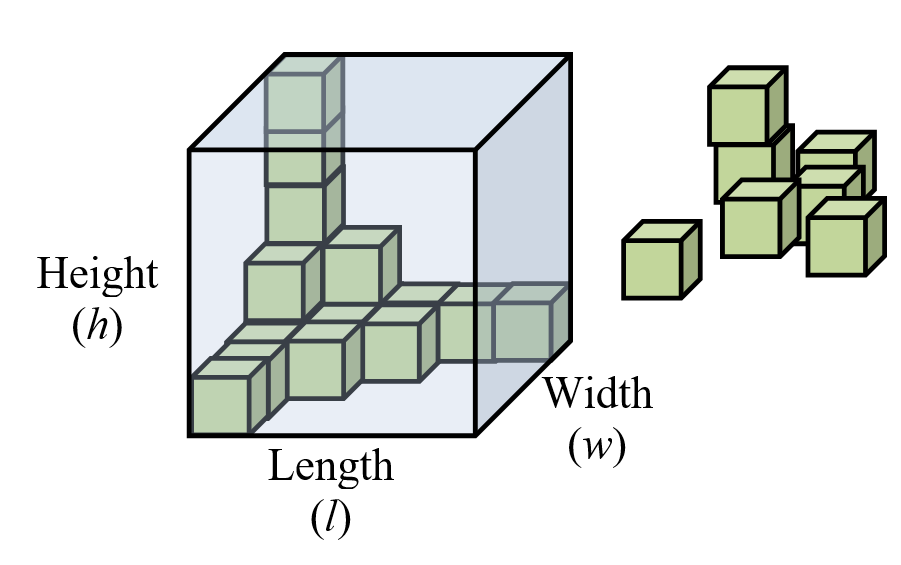 Height
(h)
Width
(w)
Length
(l)